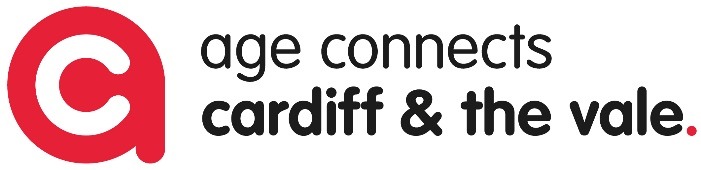 age connects
cardiff & the vale.